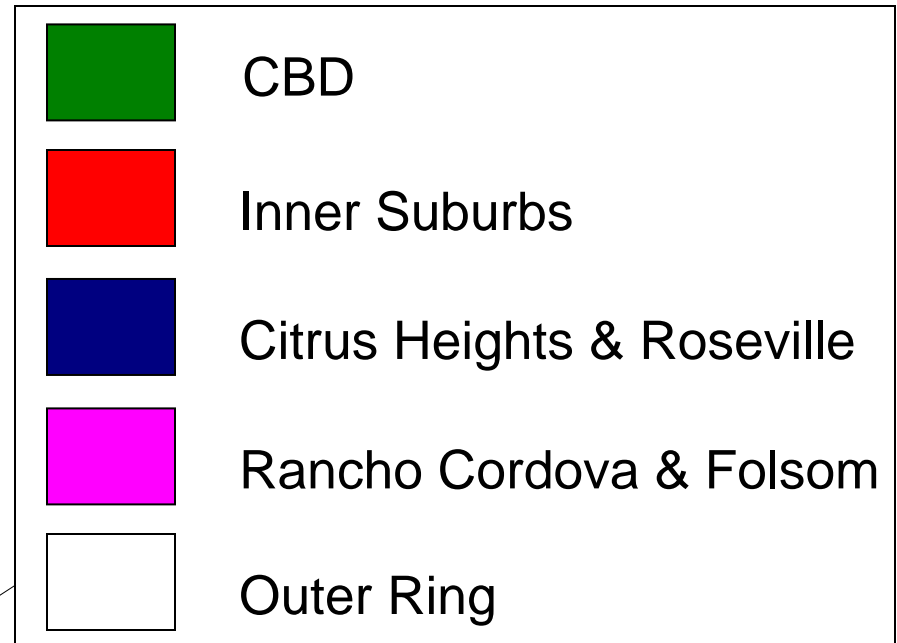 CBD
Inner Suburbs
Citrus Heights & Roseville
Rancho Cordova & Folsom
Outer Ring